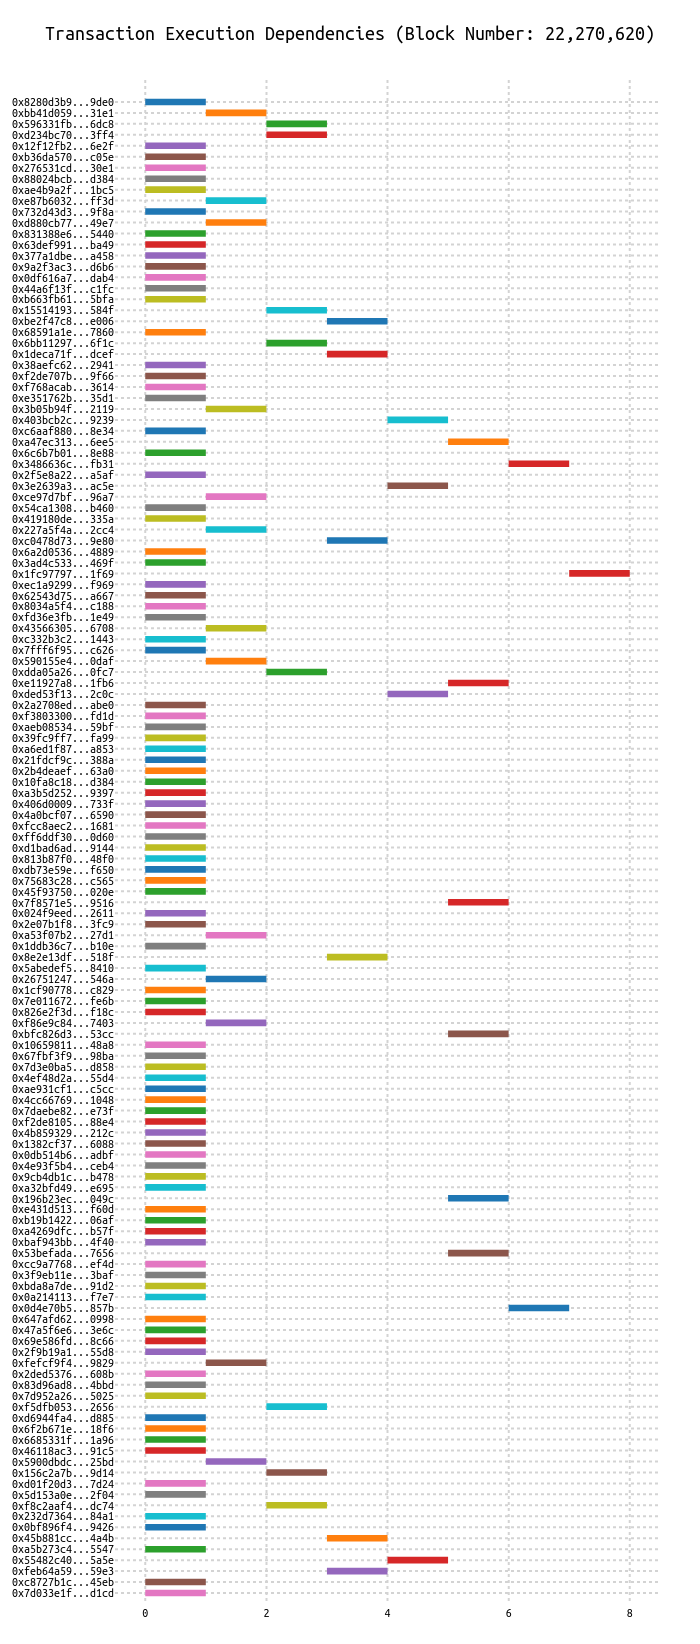 Transaction Execution Dependencies (Block Number: 22,270,620)
0x8280d3b9...9de0
0xbb41d059...31e1
0x596331fb...6dc8
0xd234bc70...3ff4
0x12f12fb2...6e2f
0xb36da570...c05e
0x276531cd...30e1
0x88024bcb...d384
0xae4b9a2f...1bc5
0xe87b6032...ff3d
0x732d43d3...9f8a
0xd880cb77...49e7
0x831388e6...5440
0x63def991...ba49
0x377a1dbe...a458
0x9a2f3ac3...d6b6
0x0df616a7...dab4
0x44a6f13f...c1fc
0xb663fb61...5bfa
0x15514193...584f
0xbe2f47c8...e006
0x68591a1e...7860
0x6bb11297...6f1c
0x1deca71f...dcef
0x38aefc62...2941
0xf2de707b...9f66
0xf768acab...3614
0xe351762b...35d1
0x3b05b94f...2119
0x403bcb2c...9239
0xc6aaf880...8e34
0xa47ec313...6ee5
0x6c6b7b01...8e88
0x3486636c...fb31
0x2f5e8a22...a5af
0x3e2639a3...ac5e
0xce97d7bf...96a7
0x54ca1308...b460
0x419180de...335a
0x227a5f4a...2cc4
0xc0478d73...9e80
0x6a2d0536...4889
0x3ad4c533...469f
0x1fc97797...1f69
0xec1a9299...f969
0x62543d75...a667
0x8034a5f4...c188
0xfd36e3fb...1e49
0x43566305...6708
0xc332b3c2...1443
0x7fff6f95...c626
0x590155e4...0daf
0xdda05a26...0fc7
0xe11927a8...1fb6
0xded53f13...2c0c
0x2a2708ed...abe0
0xf3803300...fd1d
0xaeb08534...59bf
0x39fc9ff7...fa99
0xa6ed1f87...a853
0x21fdcf9c...388a
0x2b4deaef...63a0
0x10fa8c18...d384
0xa3b5d252...9397
0x406d0009...733f
0x4a0bcf07...6590
0xfcc8aec2...1681
0xff6ddf30...0d60
0xd1bad6ad...9144
0x813b87f0...48f0
0xdb73e59e...f650
0x75683c28...c565
0x45f93750...020e
0x7f8571e5...9516
0x024f9eed...2611
0x2e07b1f8...3fc9
0xa53f07b2...27d1
0x1ddb36c7...b10e
0x8e2e13df...518f
0x5abedef5...8410
0x26751247...546a
0x1cf90778...c829
0x7e011672...fe6b
0x826e2f3d...f18c
0xf86e9c84...7403
0xbfc826d3...53cc
0x10659811...48a8
0x67fbf3f9...98ba
0x7d3e0ba5...d858
0x4ef48d2a...55d4
0xae931cf1...c5cc
0x4cc66769...1048
0x7daebe82...e73f
0xf2de8105...88e4
0x4b859329...212c
0x1382cf37...6088
0x0db514b6...adbf
0x4e93f5b4...ceb4
0x9cb4db1c...b478
0xa32bfd49...e695
0x196b23ec...049c
0xe431d513...f60d
0xb19b1422...06af
0xa4269dfc...b57f
0xbaf943bb...4f40
0x53befada...7656
0xcc9a7768...ef4d
0x3f9eb11e...3baf
0xbda8a7de...91d2
0x0a214113...f7e7
0x0d4e70b5...857b
0x647afd62...0998
0x47a5f6e6...3e6c
0x69e586fd...8c66
0x2f9b19a1...55d8
0xfefcf9f4...9829
0x2ded5376...608b
0x83d96ad8...4bbd
0x7d952a26...5025
0xf5dfb053...2656
0xd6944fa4...d885
0x6f2b671e...18f6
0x6685331f...1a96
0x46118ac3...91c5
0x5900dbdc...25bd
0x156c2a7b...9d14
0xd01f20d3...7d24
0x5d153a0e...2f04
0xf8c2aaf4...dc74
0x232d7364...84a1
0x0bf896f4...9426
0x45b881cc...4a4b
0xa5b273c4...5547
0x55482c40...5a5e
0xfeb64a59...59e3
0xc8727b1c...45eb
0x7d033e1f...d1cd
0 2 4 6 8